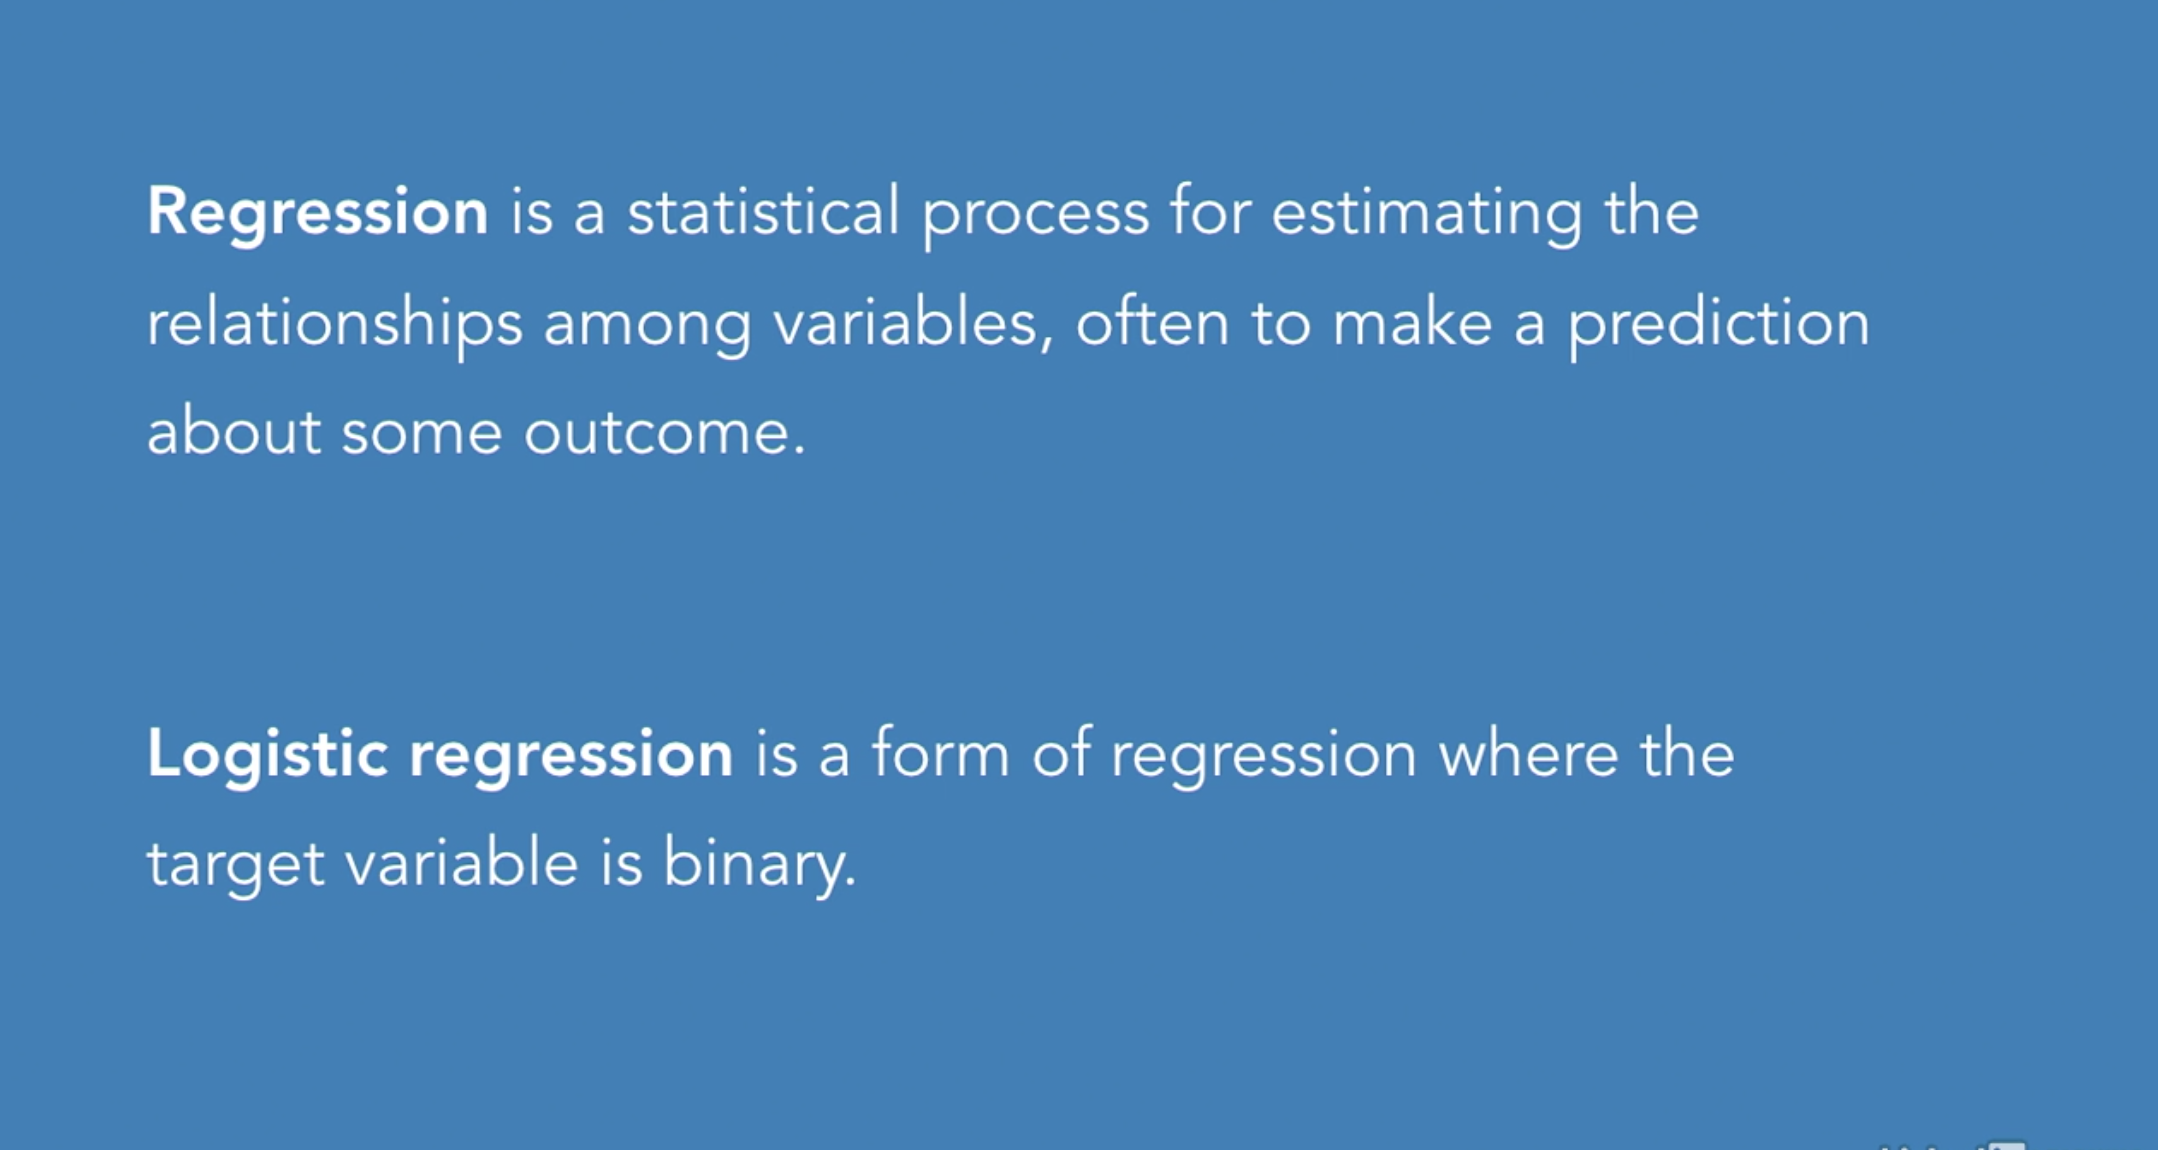 Regression is a statistical process for estimating the
relationships among variables, often to make a prediction
about some outcome.
Logistic regression is a form of regression where the
target variable is binary.